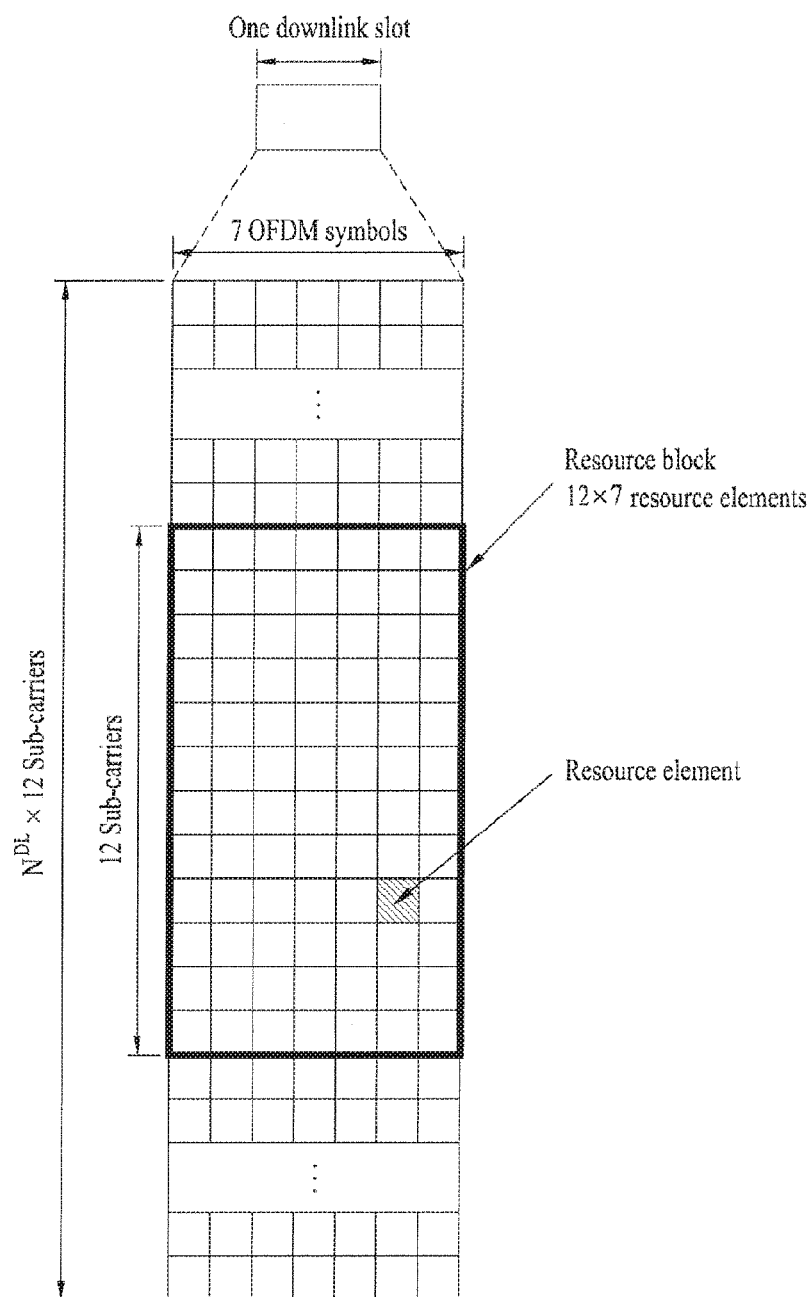 One downlink slot
7 OFDM symbols
Resource block
12×7 resource elements
N^DL × 12 Sub-carriers
12 Sub-carriers
Resource element